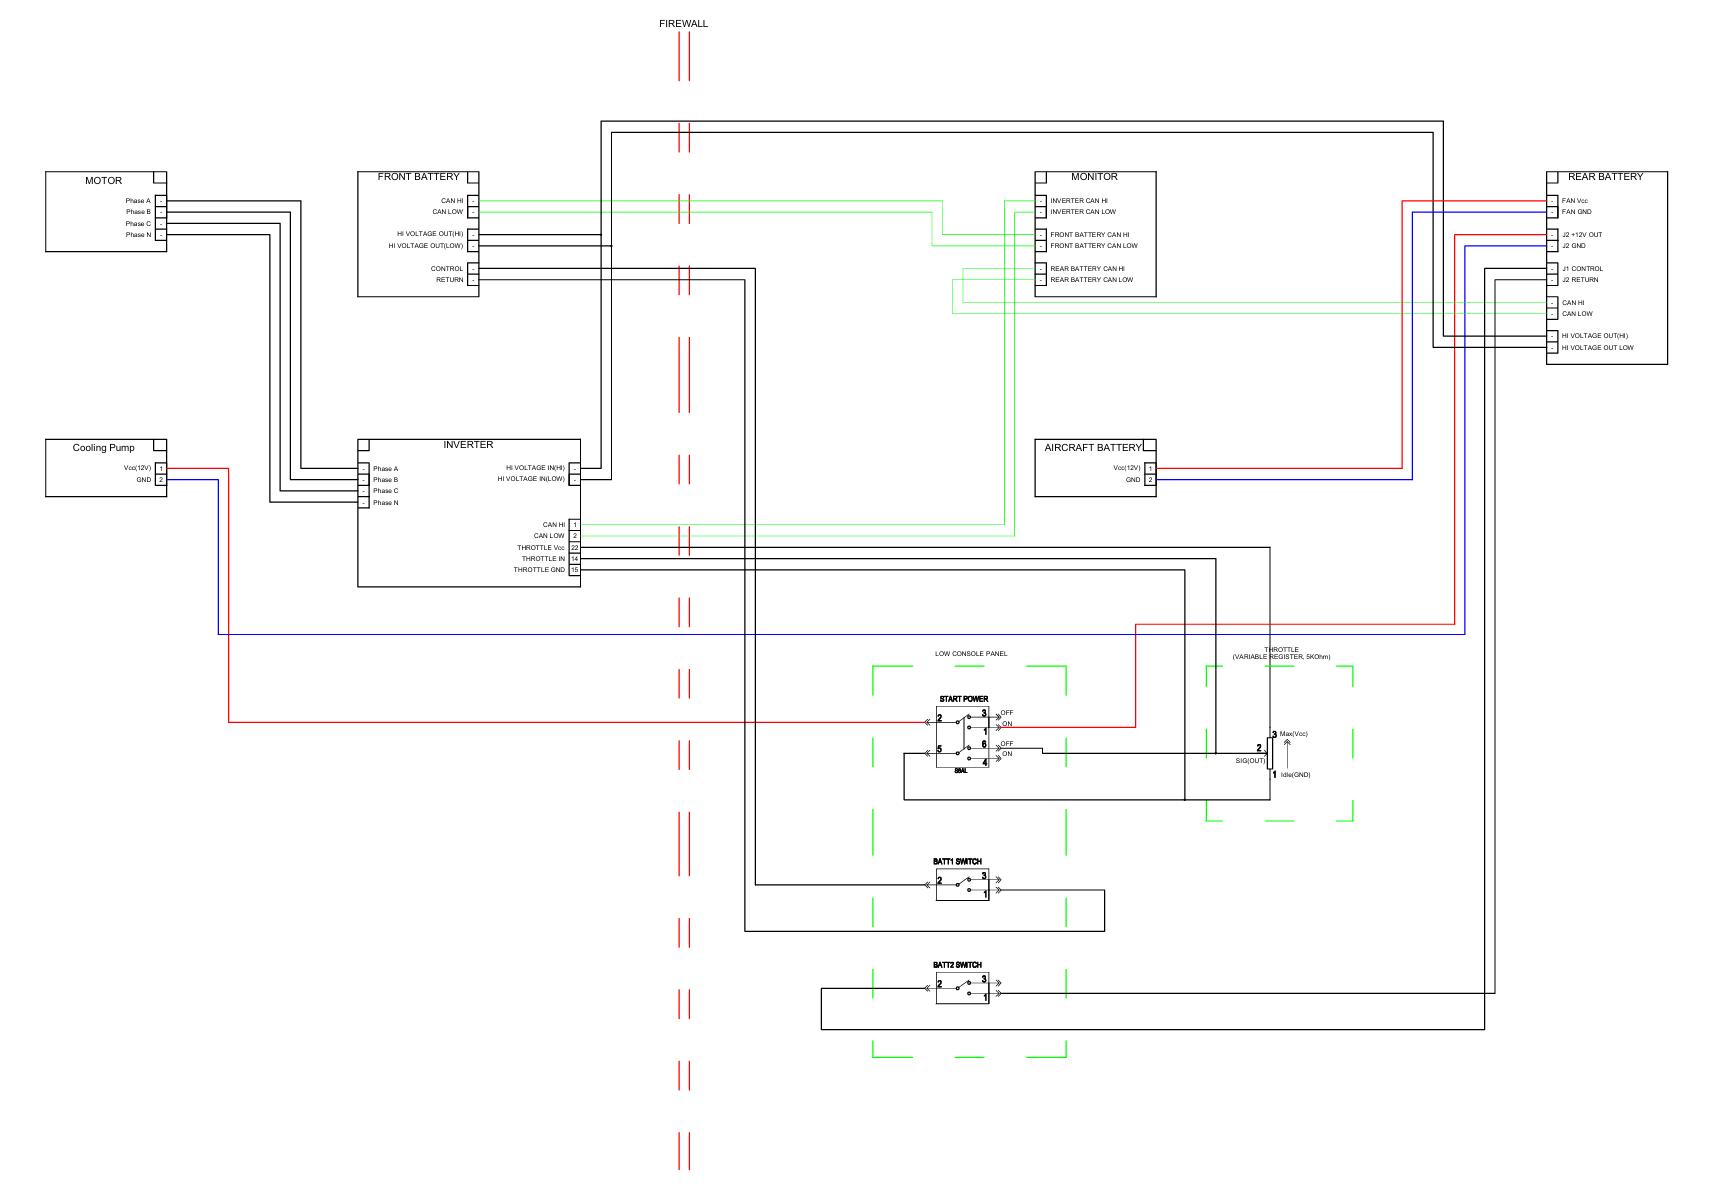 FIREWALL
MOTOR
Phase A -
Phase B -
Phase C -
Phase N -
FRONT BATTERY
CAN HI -
CAN LOW -
HI VOLTAGE OUT(HI) -
HI VOLTAGE OUT(LOW) -
CONTROL -
RETURN -
MONITOR
- INVERTER CAN HI
- INVERTER CAN LOW
- FRONT BATTERY CAN HI
- FRONT BATTERY CAN LOW
- REAR BATTERY CAN HI
- REAR BATTERY CAN LOW
REAR BATTERY
- FAN Vcc
- FAN GND
- J2 +12V OUT
- J2 GND
- J1 CONTROL
- J2 RETURN
- CAN HI
- CAN LOW
- HI VOLTAGE OUT(HI)
- HI VOLTAGE OUT LOW
Cooling Pump
Vcc(12V) 1
GND 2
INVERTER
- Phase A
- Phase B
- Phase C
- Phase N
HI VOLTAGE IN(HI) -
HI VOLTAGE IN(LOW) -
CAN HI 1
CAN LOW 2
THROTTLE Vcc 22
THROTTLE IN 14
THROTTLE GND 15
AIRCRAFT BATTERY
Vcc(12V) 1
GND 2
LOW CONSOLE PANEL
START POWER
2 3 OFF
1 ON
5 6 OFF
4 ON
THROTTLE
(VARIABLE REGISTER, 5KOhm)
3 Max(Vcc)
2
SIG(OUT)
1 Idle(GND)
BATT1 SWITCH
2 3
1
BATT2 SWITCH
2 3
1